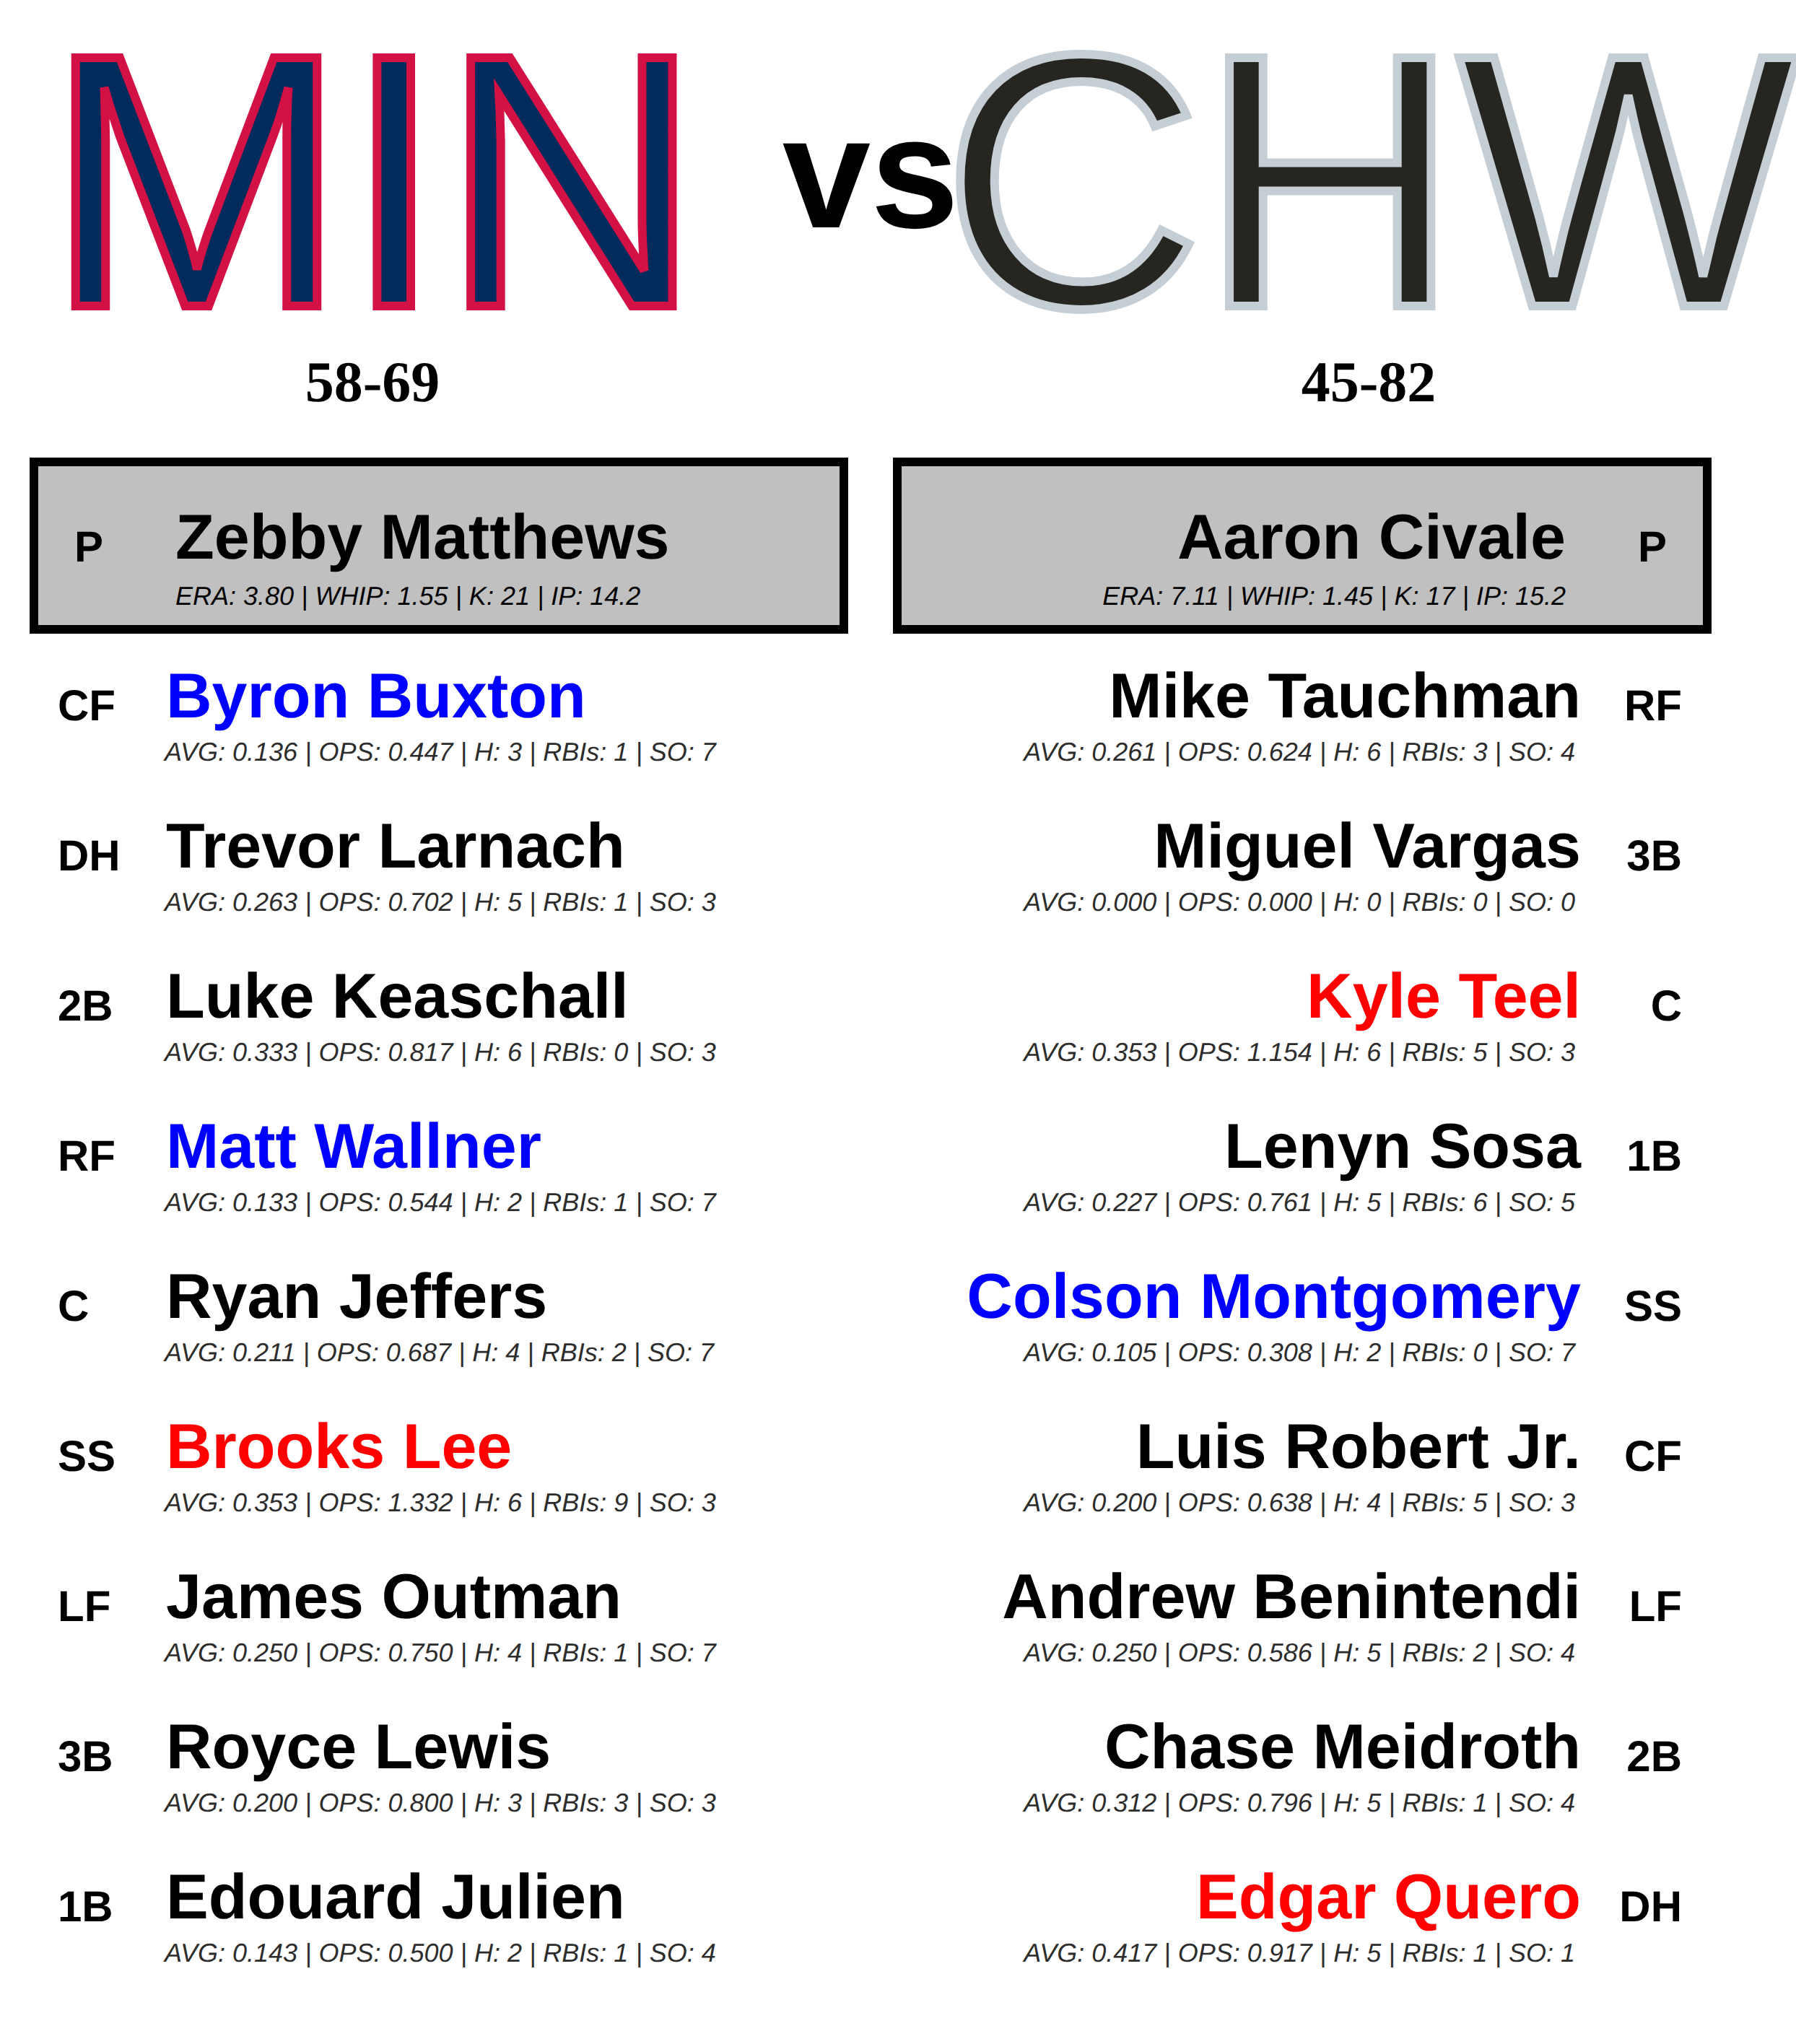 MIN vs CHW
58-69 45-82
P Zebby Matthews
ERA: 3.80 | WHIP: 1.55 | K: 21 | IP: 14.2
Aaron Civale P
ERA: 7.11 | WHIP: 1.45 | K: 17 | IP: 15.2
CF Byron Buxton
AVG: 0.136 | OPS: 0.447 | H: 3 | RBIs: 1 | SO: 7
DH Trevor Larnach
AVG: 0.263 | OPS: 0.702 | H: 5 | RBIs: 1 | SO: 3
2B Luke Keaschall
AVG: 0.333 | OPS: 0.817 | H: 6 | RBIs: 0 | SO: 3
RF Matt Wallner
AVG: 0.133 | OPS: 0.544 | H: 2 | RBIs: 1 | SO: 7
C Ryan Jeffers
AVG: 0.211 | OPS: 0.687 | H: 4 | RBIs: 2 | SO: 7
SS Brooks Lee
AVG: 0.353 | OPS: 1.332 | H: 6 | RBIs: 9 | SO: 3
LF James Outman
AVG: 0.250 | OPS: 0.750 | H: 4 | RBIs: 1 | SO: 7
3B Royce Lewis
AVG: 0.200 | OPS: 0.800 | H: 3 | RBIs: 3 | SO: 3
1B Edouard Julien
AVG: 0.143 | OPS: 0.500 | H: 2 | RBIs: 1 | SO: 4
Mike Tauchman RF
AVG: 0.261 | OPS: 0.624 | H: 6 | RBIs: 3 | SO: 4
Miguel Vargas 3B
AVG: 0.000 | OPS: 0.000 | H: 0 | RBIs: 0 | SO: 0
Kyle Teel C
AVG: 0.353 | OPS: 1.154 | H: 6 | RBIs: 5 | SO: 3
Lenyn Sosa 1B
AVG: 0.227 | OPS: 0.761 | H: 5 | RBIs: 6 | SO: 5
Colson Montgomery SS
AVG: 0.105 | OPS: 0.308 | H: 2 | RBIs: 0 | SO: 7
Luis Robert Jr. CF
AVG: 0.200 | OPS: 0.638 | H: 4 | RBIs: 5 | SO: 3
Andrew Benintendi LF
AVG: 0.250 | OPS: 0.586 | H: 5 | RBIs: 2 | SO: 4
Chase Meidroth 2B
AVG: 0.312 | OPS: 0.796 | H: 5 | RBIs: 1 | SO: 4
Edgar Quero DH
AVG: 0.417 | OPS: 0.917 | H: 5 | RBIs: 1 | SO: 1